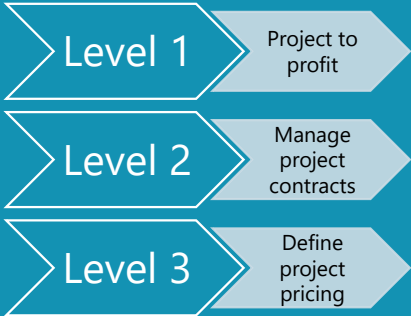 Level 1
Project to
profit
Level 2
Manage
project
contracts
Level 3
Define
project
pricing